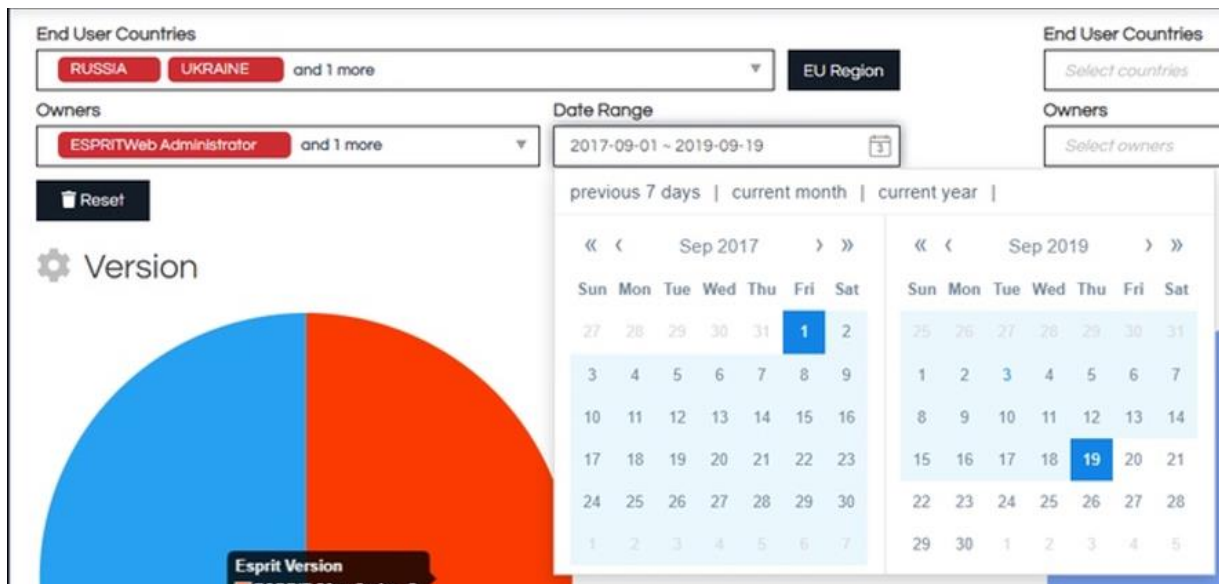 End User Countries
RUSSIA UKRAINE and 1 more
EU Region
Owners
ESPRITWeb Administrator and 1 more
Date Range
2017-09-01 ~ 2019-09-19
3
Reset
Version
Esprit Version
previous 7 days | current month | current year |
« ‹ Sep 2017 › »
Sun Mon Tue Wed Thu Fri Sat
27 28 29 30 31 1 2
3 4 5 6 7 8 9
10 11 12 13 14 15 16
17 18 19 20 21 22 23
24 25 26 27 28 29 30
1 2 3 4 5 6 7
« ‹ Sep 2019 › »
Sun Mon Tue Wed Thu Fri Sat
25 26 27 28 29 30 31
1 2 3 4 5 6 7
8 9 10 11 12 13 14
15 16 17 18 19 20 21
22 23 24 25 26 27 28
29 30 1 2 3 4 5
End User Countries
Select countries
Owners
Select owners